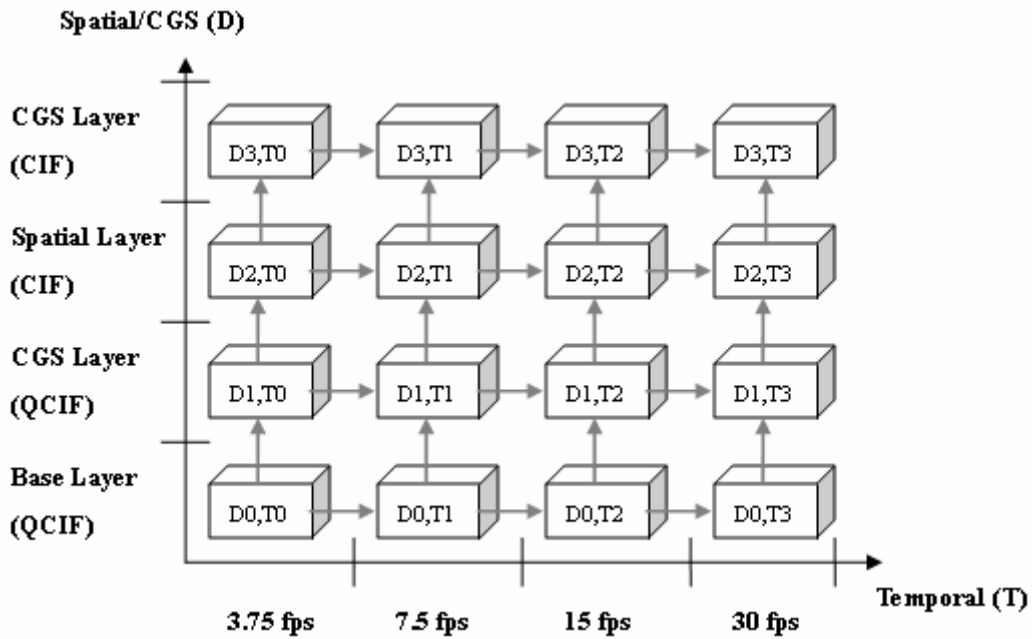 Spatial/CGS (D)
CGS Layer
(CIF)
D3,T0
D3,T1
D3,T2
D3,T3
Spatial Layer
(CIF)
D2,T0
D2,T1
D2,T2
D2,T3
CGS Layer
(QCIF)
D1,T0
D1,T1
D1,T2
D1,T3
Base Layer
(QCIF)
D0,T0
D0,T1
D0,T2
D0,T3
Temporal (T)
3.75 fps
7.5 fps
15 fps
30 fps